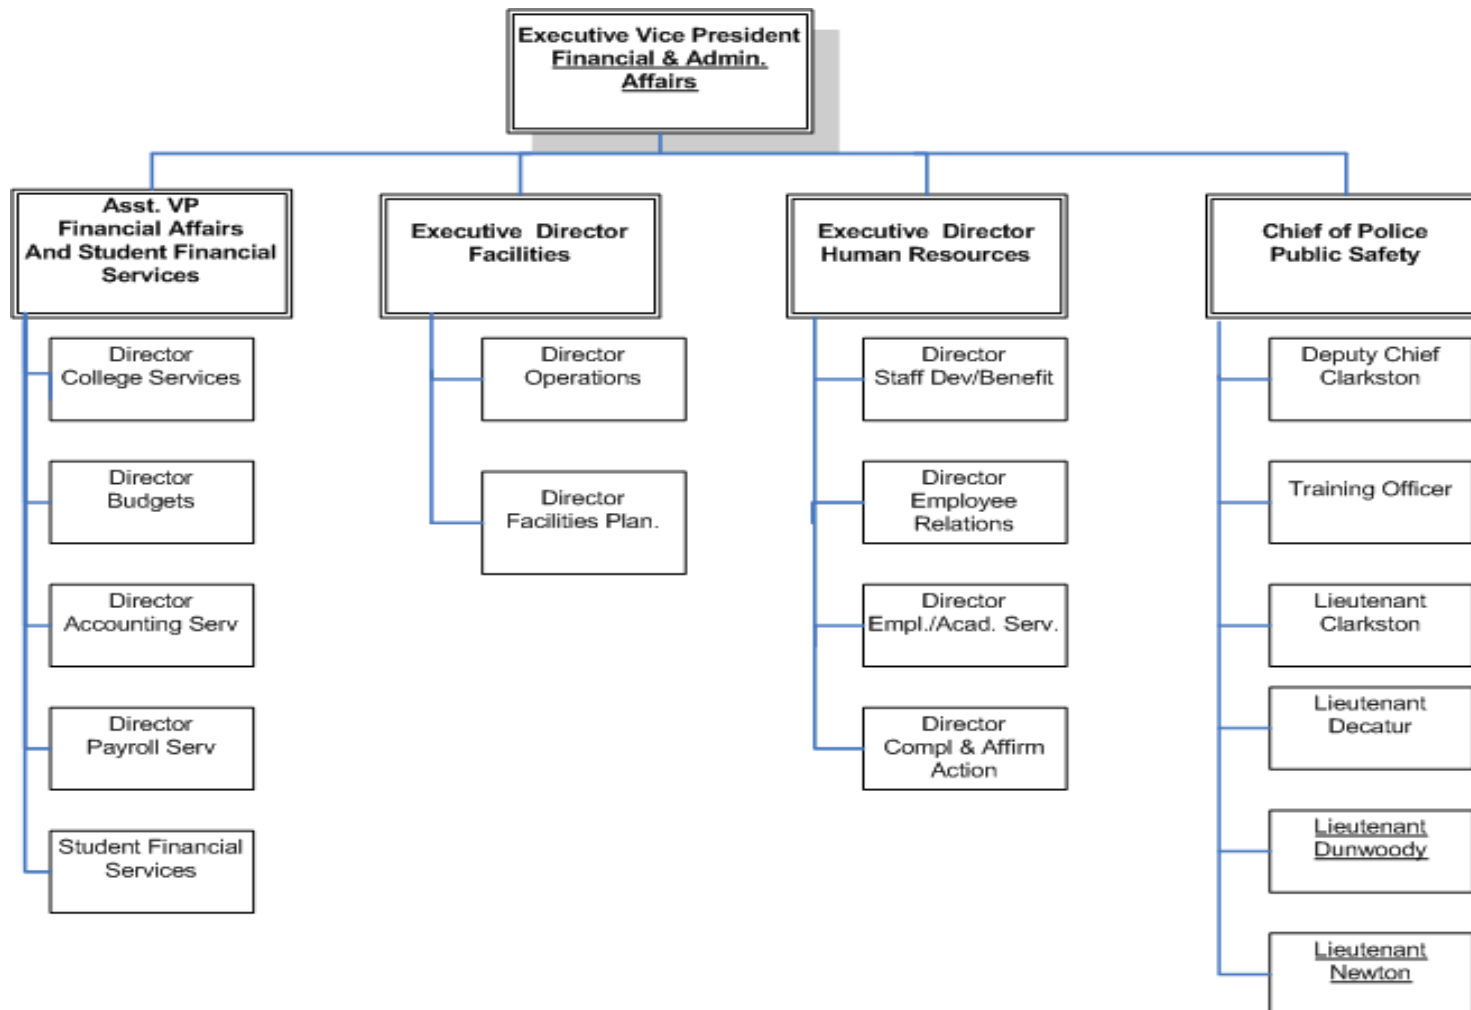 Executive Vice President
Financial & Admin.
Affairs
Asst. VP
Financial Affairs
And Student Financial
Services
Executive Director
Facilities
Executive Director
Human Resources
Chief of Police
Public Safety
Director
College Services
Director
Budgets
Director
Accounting Serv
Director
Payroll Serv
Student Financial
Services
Director
Operations
Director
Facilities Plan.
Director
Staff Dev/Benefit
Director
Employee
Relations
Director
Empl./Acad. Serv.
Director
Compl & Affirm
Action
Deputy Chief
Clarkston
Training Officer
Lieutenant
Clarkston
Lieutenant
Decatur
Lieutenant
Dunwoody
Lieutenant
Newton